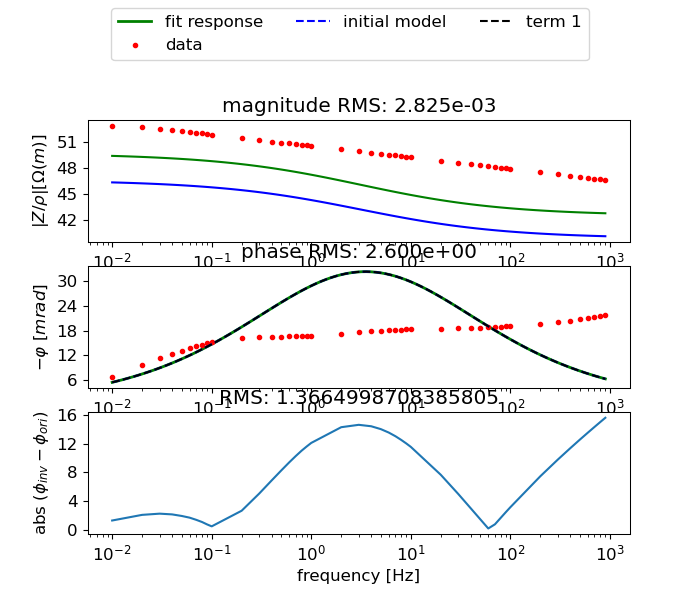 fit response initial model term 1
data
magnitude RMS: 2.825e-03
|Z/ρ|[Ω(m)]
51
48
45
42
10⁻² 10⁻¹ 10⁰ 10¹ 10² 10³
phase RMS: 2.600e+00
−φ [mrad]
30
24
18
12
6
10⁻² 10⁻¹ 10⁰ 10¹ 10² 10³
RMS: 1.3664998708385805
abs (ϕinv − ϕori)
16
12
8
4
0
10⁻² 10⁻¹ 10⁰ 10¹ 10² 10³
frequency [Hz]